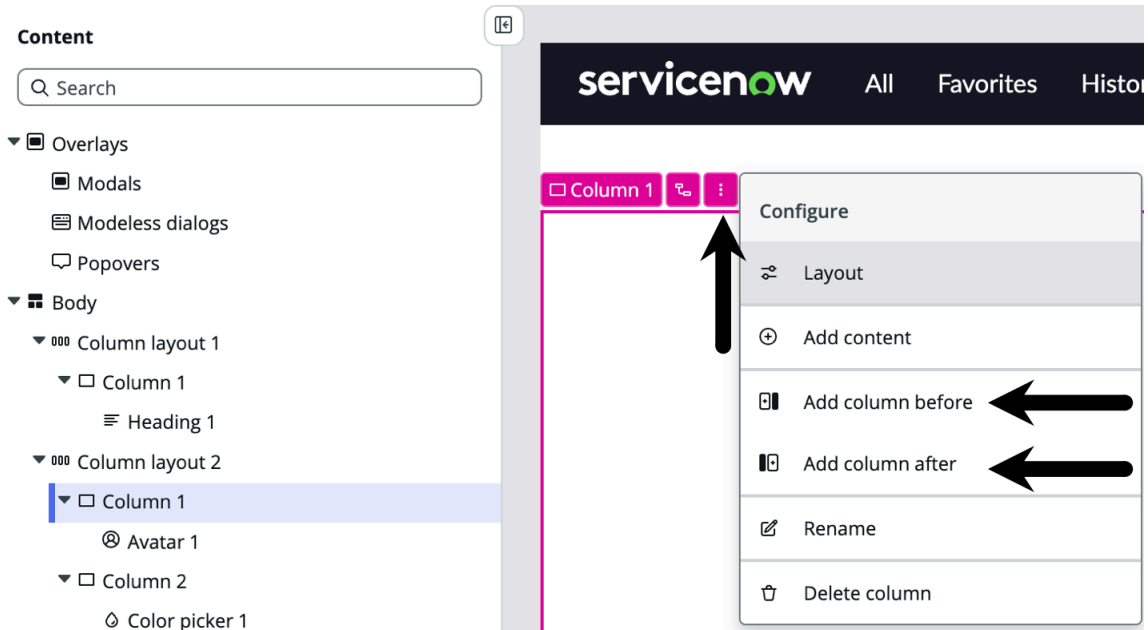 Content
Search
Overlays
Modals
Modeless dialogs
Popovers
Body
Column layout 1
Column 1
Heading 1
Column layout 2
Column 1
Avatar 1
Column 2
Color picker 1
servicenow All Favorites Histor
Column 1
Configure
Layout
Add content
Add column before
Add column after
Rename
Delete column